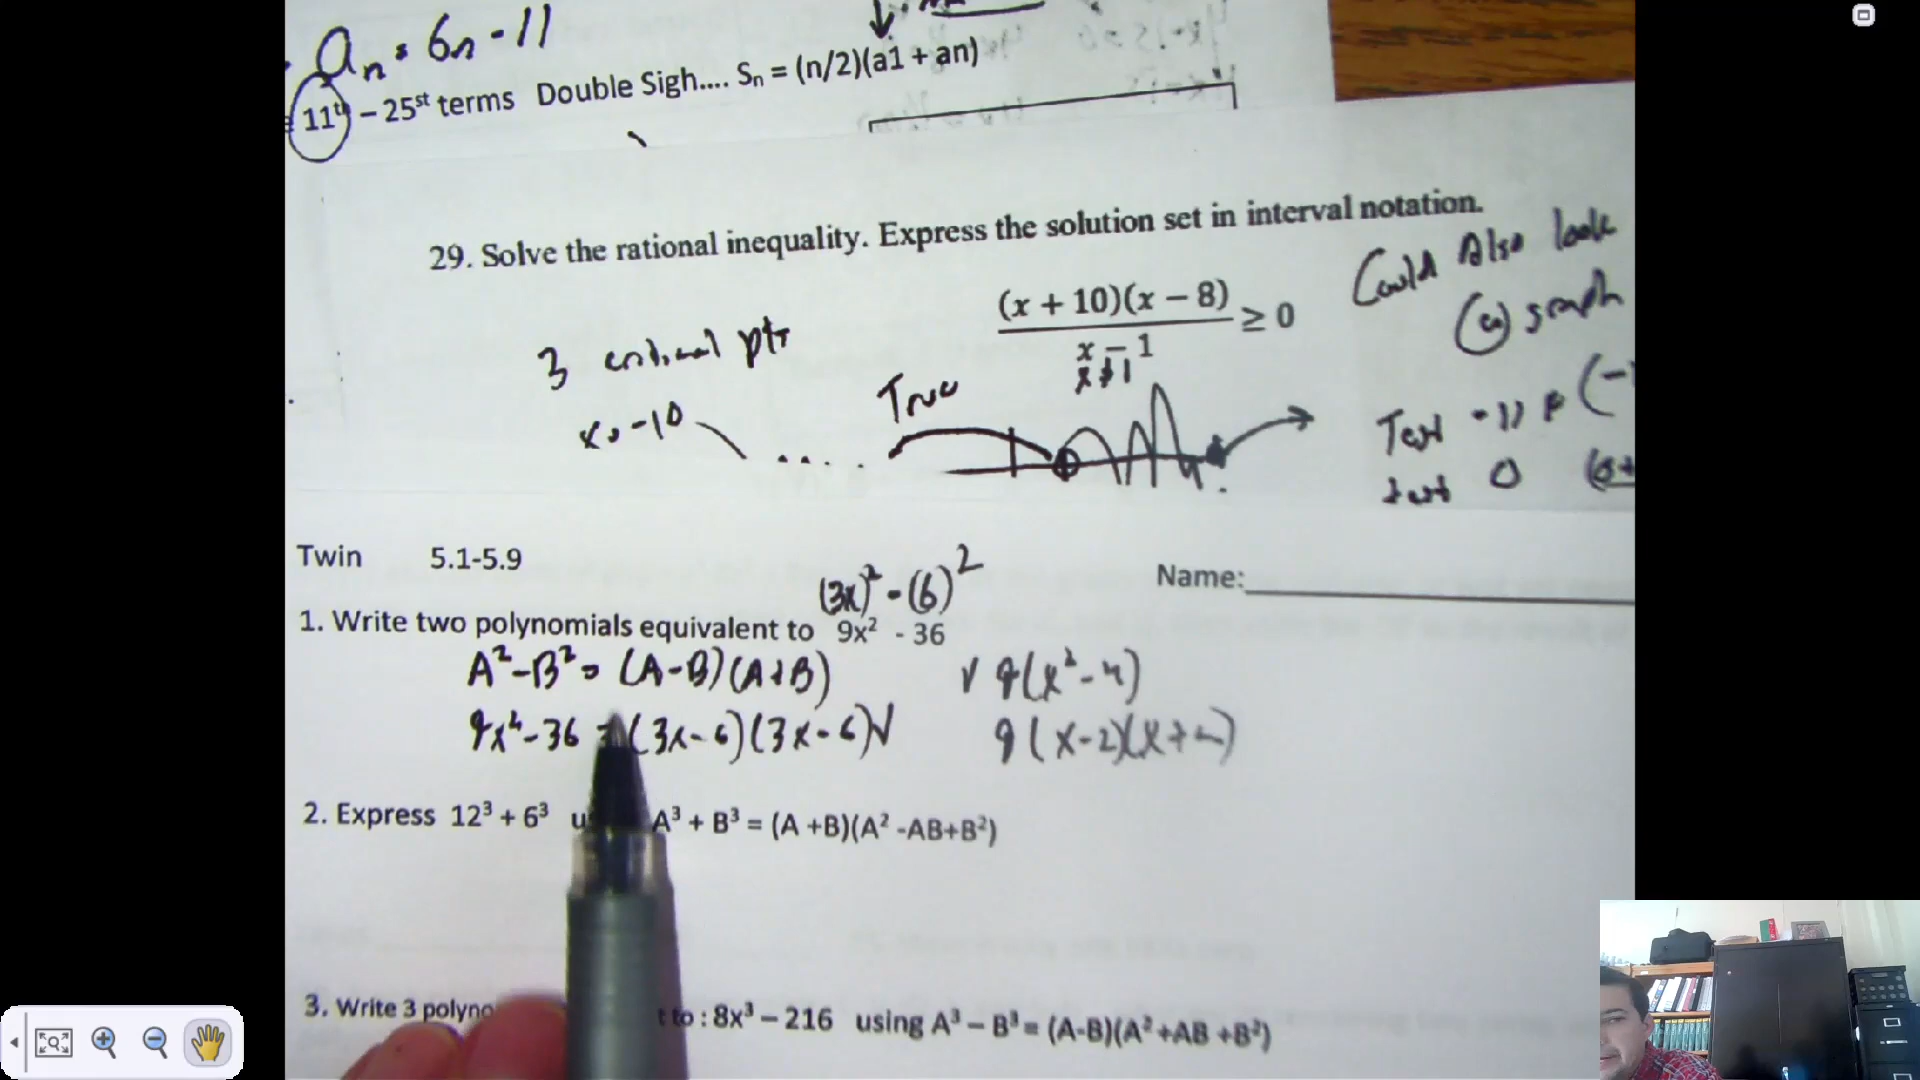 an = 6n - 11
11th – 25st terms Double Sigh.... Sn = (n/2)(a1 + an)
29. Solve the rational inequality. Express the solution set in interval notation.
(x + 10)(x − 8)
≥ 0
x − 1
x ≠ 1
Could Also look
@ graph
3 critical pts
x = -10
True
Test -11 F (-
test 0
Twin 5.1-5.9
Name:
(3x)² - (6)²
1. Write two polynomials equivalent to 9x² - 36
A² - B² = (A - B)(A + B)
√ 9(x² - 4)
9x² - 36 = (3x - 6)(3x - 6)√
9(x - 2)(x + 2)
2. Express 12³ + 6³ A³ + B³ = (A +B)(A² -AB+B²)
3. Write 3 to : 8x³ – 216 using A³ – B³ = (A-B)(A² +AB +B²)